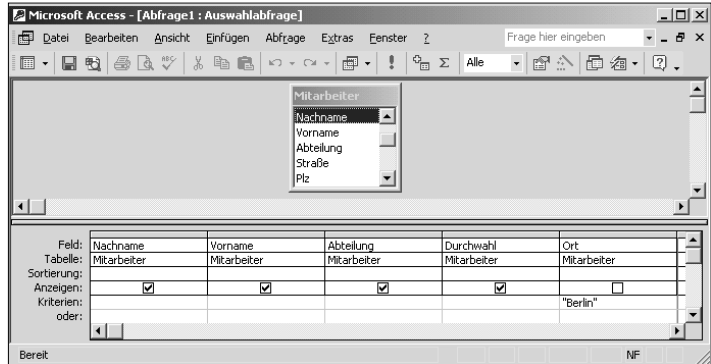 Microsoft Access - [Abfrage1 : Auswahlabfrage]
Datei Bearbeiten Ansicht Einfügen Abfrage Extras Fenster ? Frage hier eingeben
Alle
Mitarbeiter
Nachname
Vorname
Abteilung
Straße
Plz
Feld: Nachname Vorname Abteilung Durchwahl Ort
Tabelle: Mitarbeiter Mitarbeiter Mitarbeiter Mitarbeiter Mitarbeiter
Sortierung:
Anzeigen:
Kriterien: "Berlin"
oder:
Bereit NF